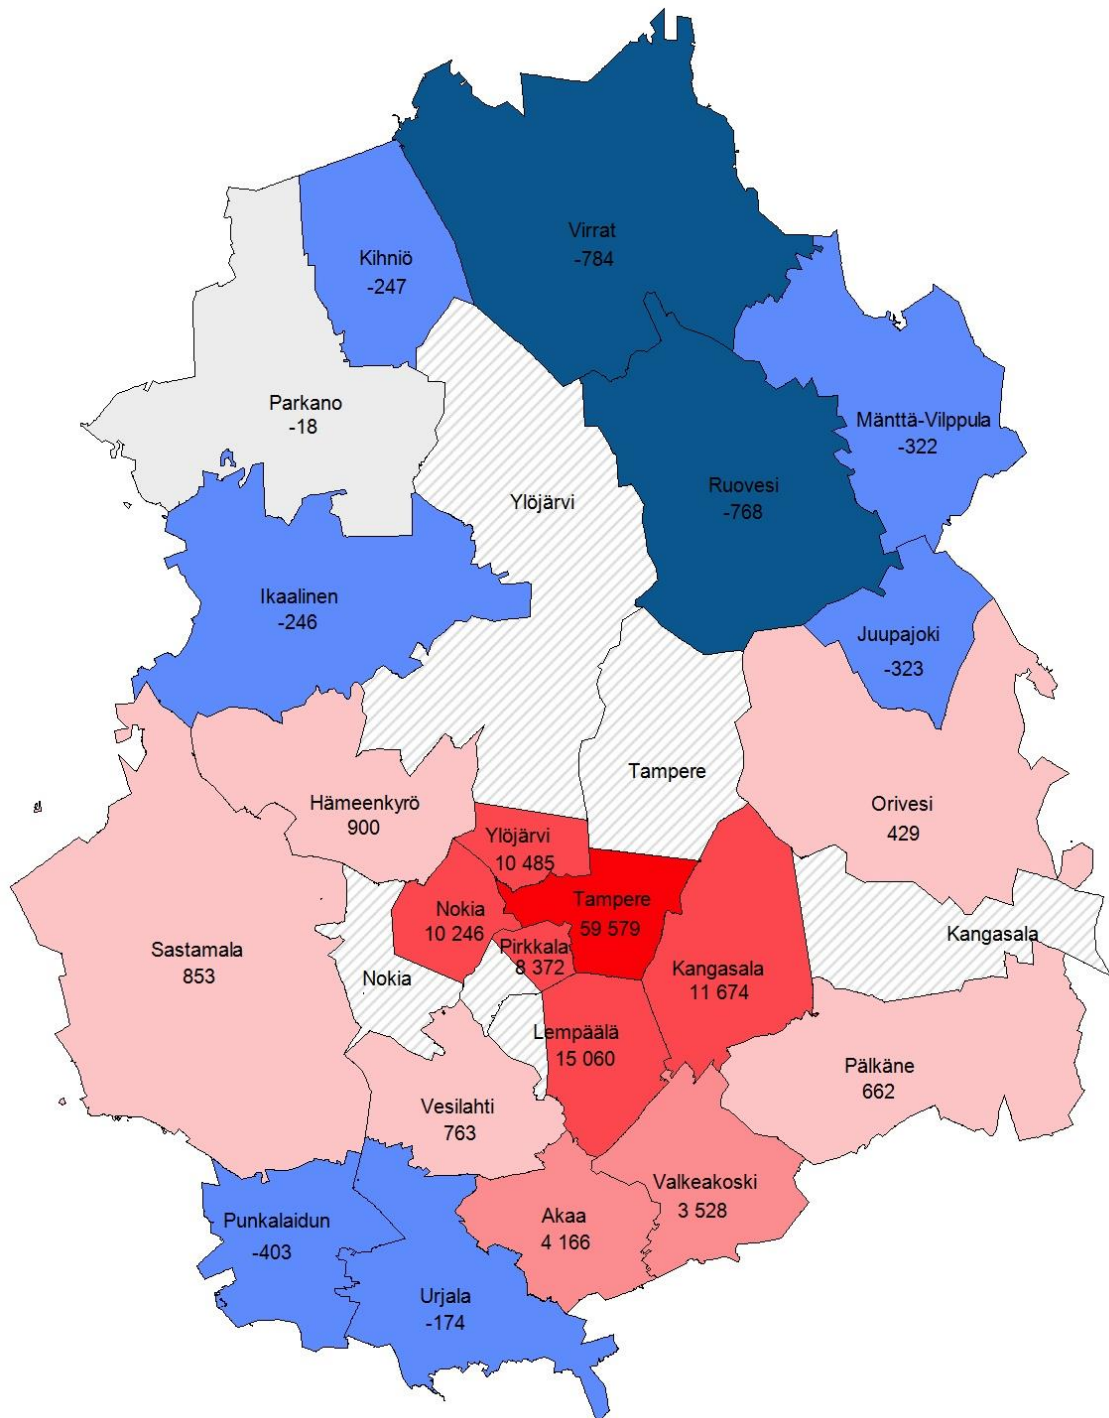 Virrat
-784
Kihniö
-247
Parkano
-18
Mänttä-Vilppula
-322
Ylöjärvi
Ruovesi
-768
Ikaalinen
-246
Juupajoki
-323
Tampere
Hämeenkyrö
900
Orivesi
429
Ylöjärvi
10 485
Tampere
59 579
Nokia
10 246
Pirkkala
8 372
Kangasala
Sastamala
853
Nokia
Kangasala
11 674
Lempäälä
15 060
Pälkäne
662
Vesilahti
763
Valkeakoski
3 528
Akaa
4 166
Punkalaidun
-403
Urjala
-174